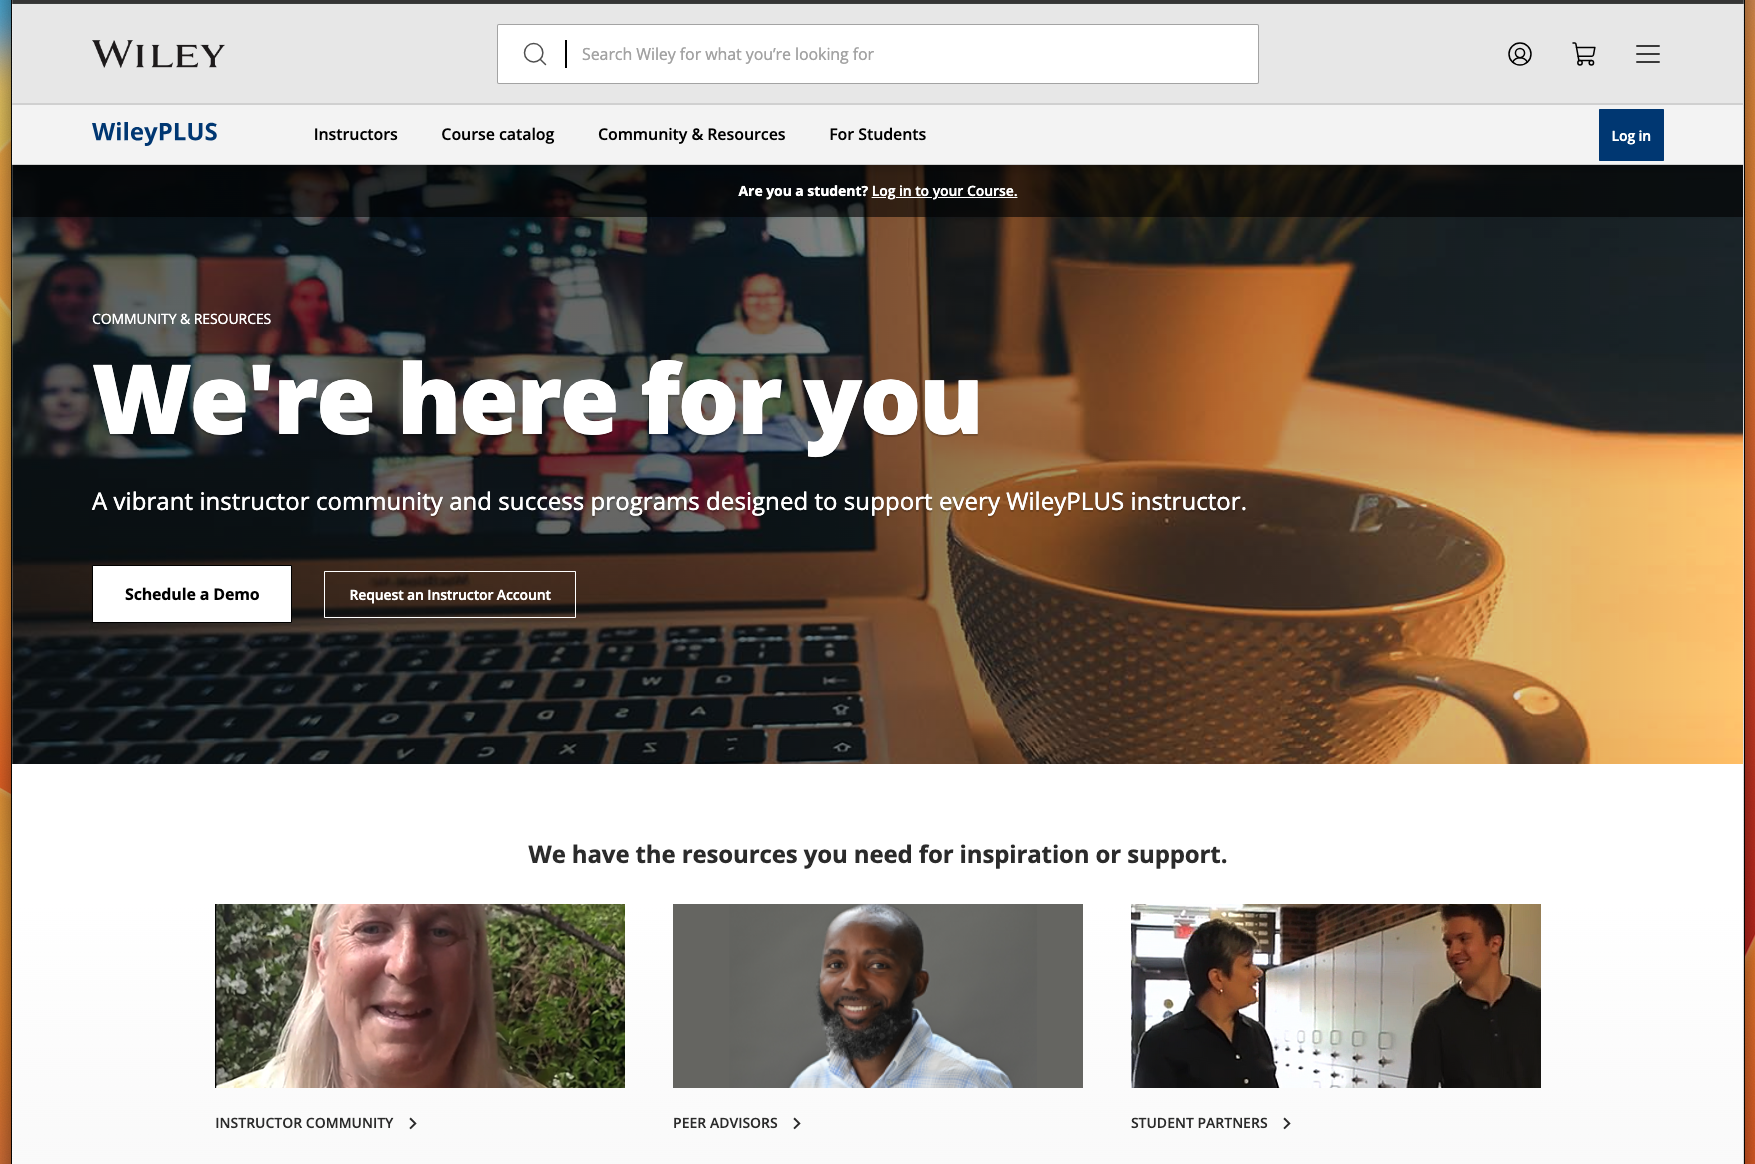 WILEY
Search Wiley for what you're looking for
WileyPLUS
Instructors
Course catalog
Community & Resources
For Students
Log in
Are you a student? Log in to your Course.
COMMUNITY & RESOURCES
We're here for you
A vibrant instructor community and success programs designed to support every WileyPLUS instructor.
Schedule a Demo
Request an Instructor Account
We have the resources you need for inspiration or support.
INSTRUCTOR COMMUNITY
PEER ADVISORS
STUDENT PARTNERS